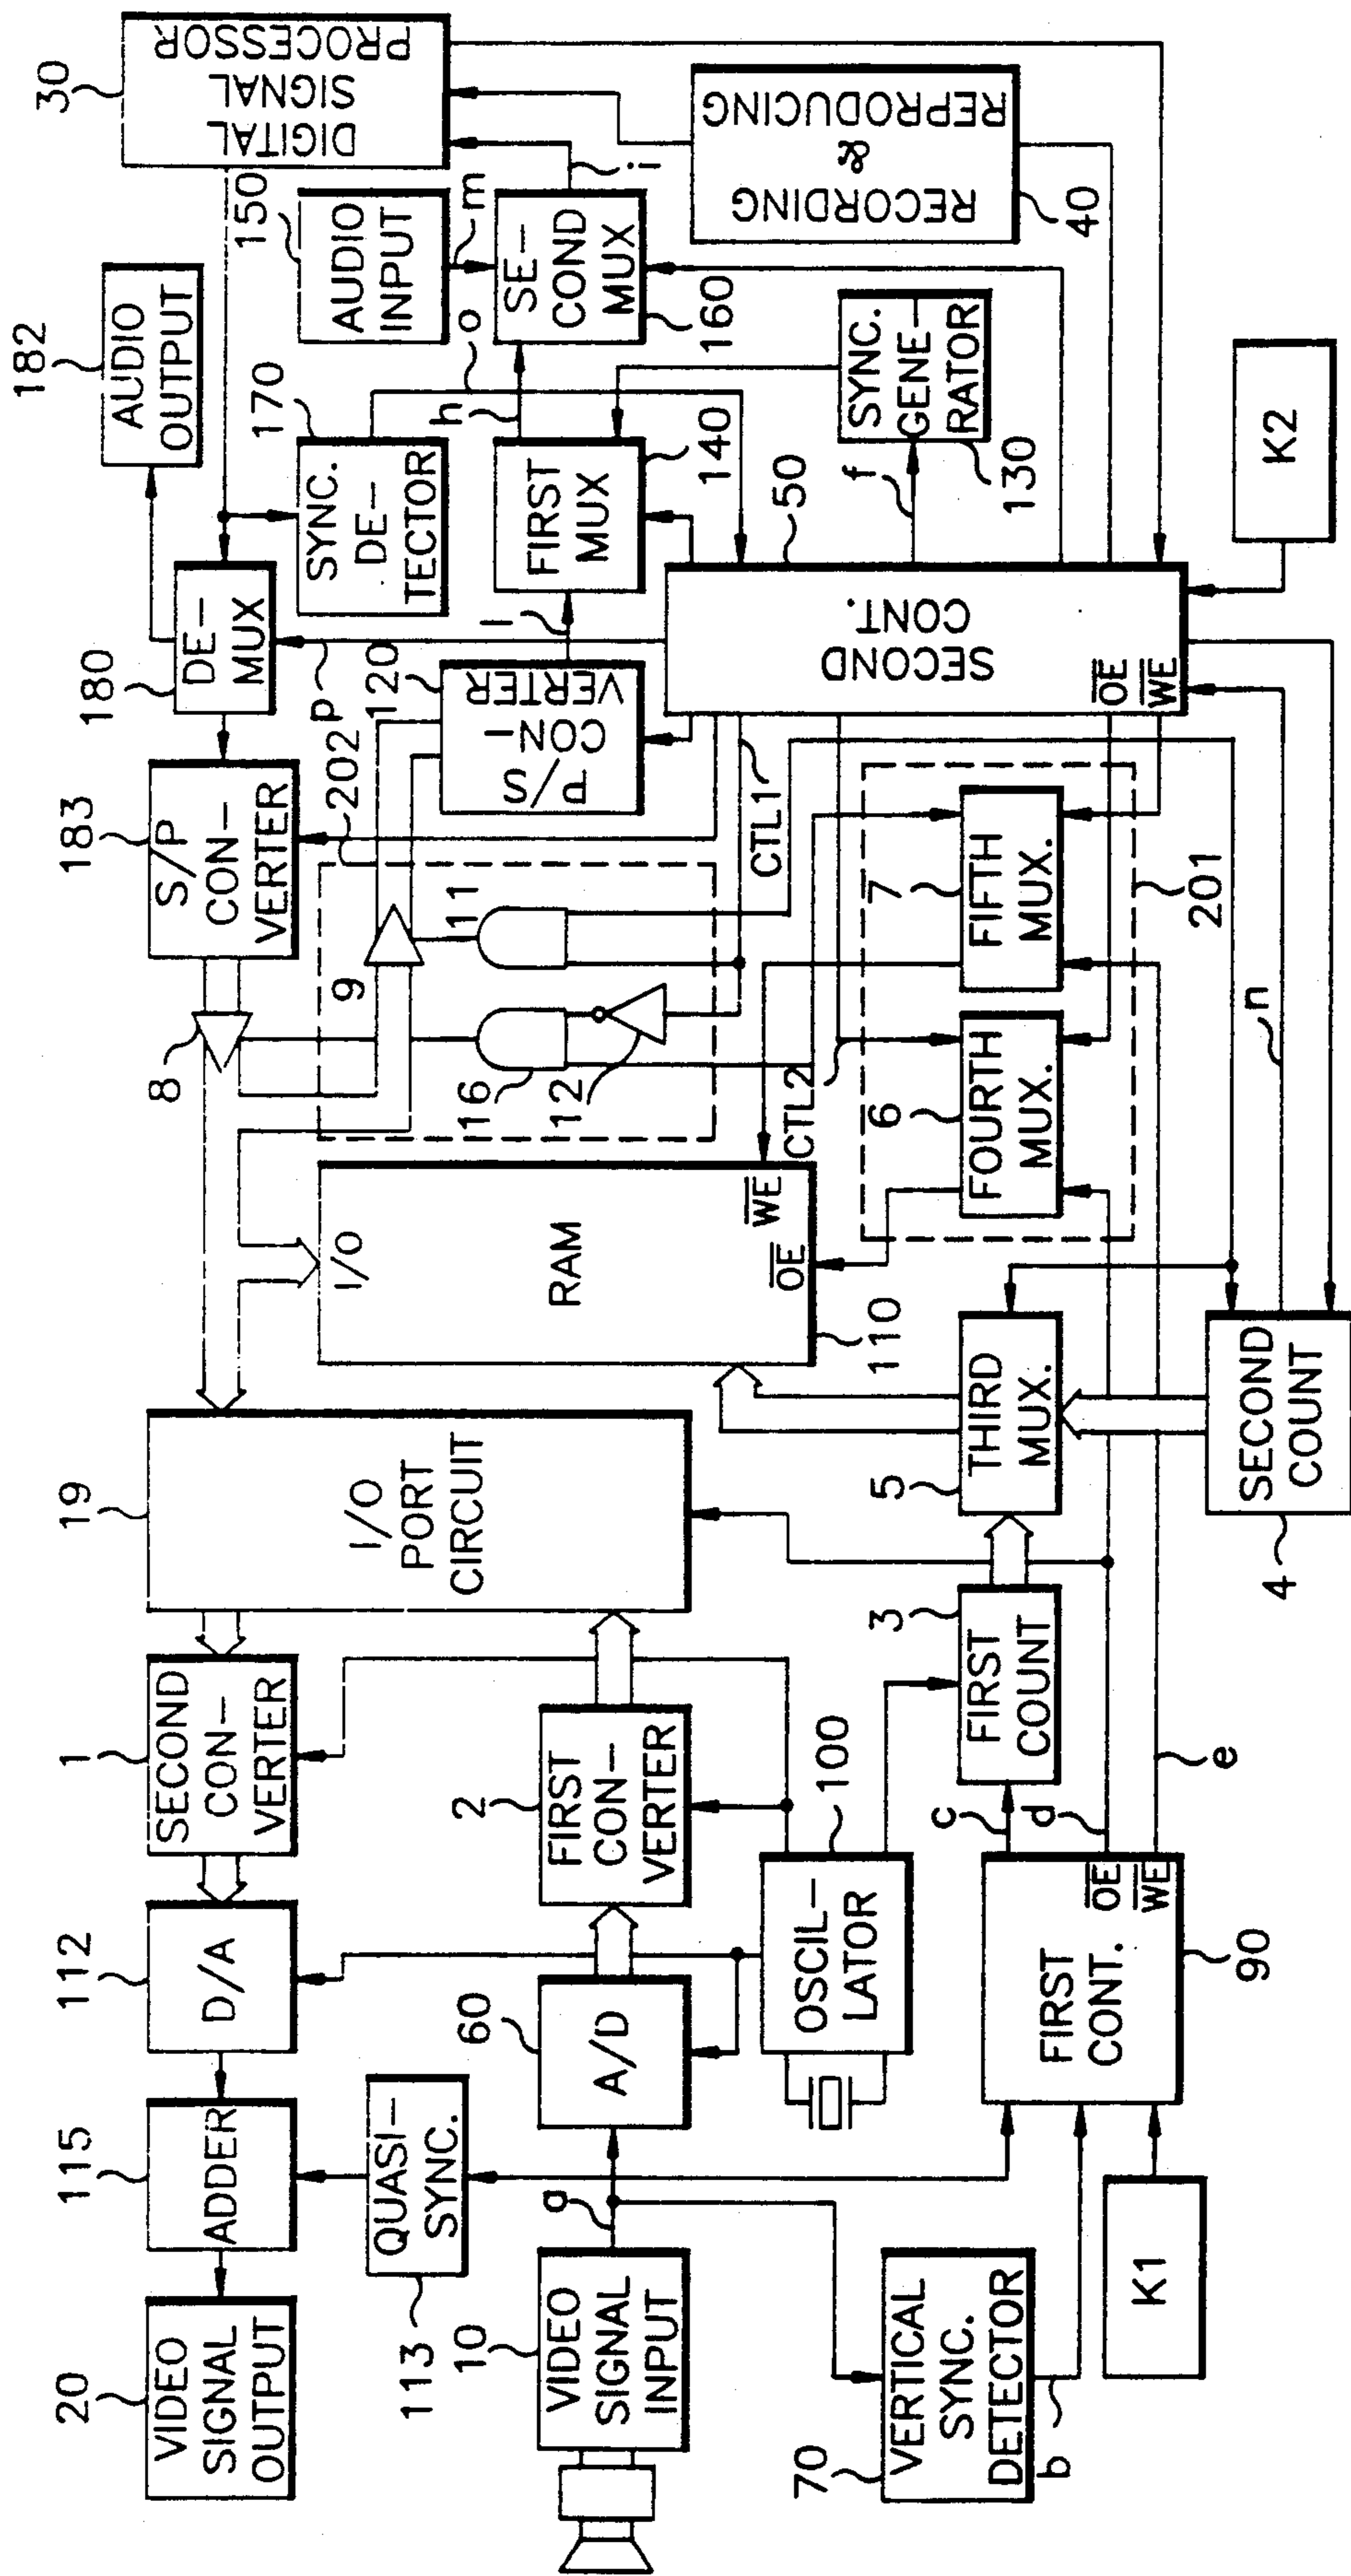 20
VIDEO
SIGNAL
OUTPUT
115
ADDER
112
D/A
1
SECOND
CON-
VERTER
19
I/O
PORT
CIRCUIT
8
183
S/P
CON-
VERTER
180
DE-
MUX
182
AUDIO
OUTPUT
30
DIGITAL
SIGNAL
PROCESSOR
113
QUASI-
SYNC.
9
202
p
170
SYNC.
DE-
TECTOR
150
AUDIO
INPUT
m
10
VIDEO
SIGNAL
INPUT
a
60
A/D
2
FIRST
CON-
VERTER
I/O
RAM
OE
WE
110
16
12
11
120
P/S
CON-
VERTER
l
FIRST
MUX
140
h
o
SE-
COND
MUX
160
i
RECORDING
&
REPRODUCING
40
100
OSCIL-
LATOR
CTL1
CTL2
50
SECOND
CONT.
OE
WE
f
SYNC.
GENE-
RATOR
130
70
VERTICAL
SYNC.
DETECTOR
b
FIRST
CONT.
OE
WE
90
c
d
e
3
FIRST
COUNT
5
THIRD
MUX.
6
FOURTH
MUX.
7
FIFTH
MUX.
201
K1
4
SECOND
COUNT
n
K2